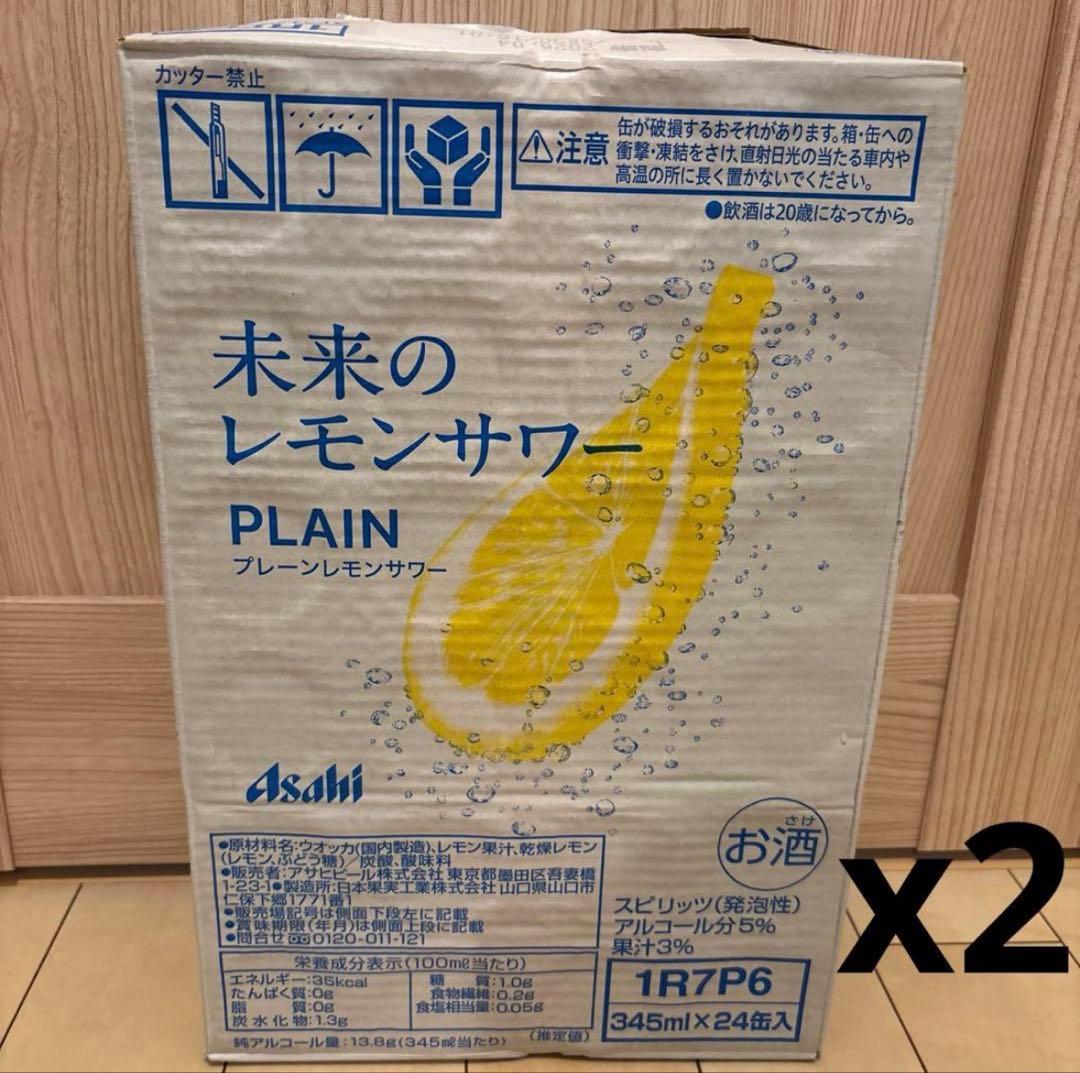 カッター禁止
注意
缶が破損するおそれがあります。箱・缶への
衝撃・凍結をさけ、直射日光の当たる車内や
高温の所に長く置かないでください。
●飲酒は20歳になってから。
未来の
レモンサワー
PLAIN
プレーンレモンサワー
Asahi
●原材料名:ウオッカ(国内製造)、レモン果汁、乾燥レモン
(レモン、ぶどう糖)/炭酸、酸味料
●販売者:アサヒビール株式会社 東京都墨田区吾妻橋
1-23-1●製造所:日本果実工業株式会社 山口県山口市
仁保下郷1771番1
●販売場記号は側面下段左に記載
●賞味期限(年月)は側面上段に記載
●問合せ 0120-011-121
栄養成分表示(100ml当たり)
エネルギー:35kcal
たんぱく質:0g
脂質:0g
炭水化物:1.3g
糖質:1.0g
食物繊維:0.2g
食塩相当量:0.05g
純アルコール量:13.8g(345ml当たり)
(推定値)
さけ
お酒
スピリッツ(発泡性)
アルコール分5%
果汁3%
1R7P6
345ml×24缶入
x2